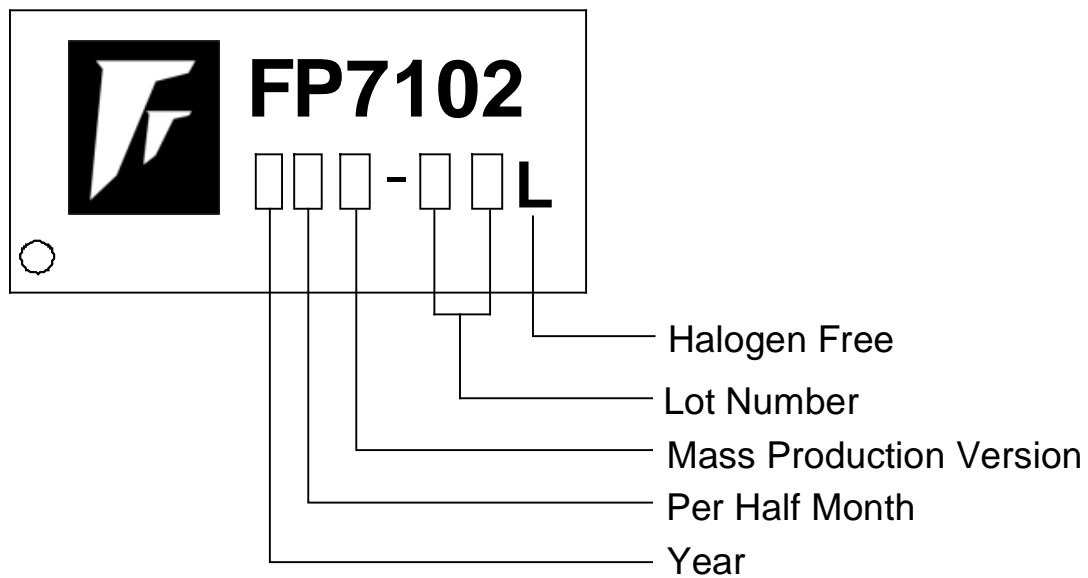 FP7102
- L
Halogen Free
Lot Number
Mass Production Version
Per Half Month
Year